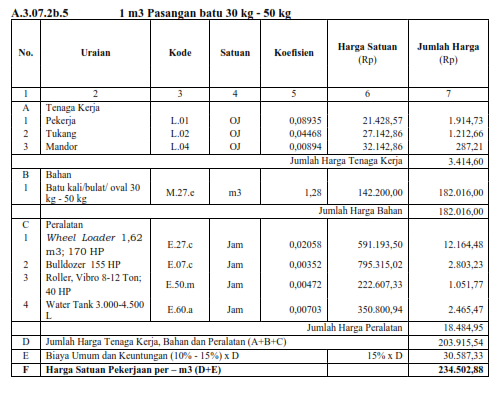 A.3.07.2b.5 1 m3 Pasangan batu 30 kg - 50 kg
No. Uraian Kode Satuan Koefisien Harga Satuan (Rp) Jumlah Harga (Rp)
1 2 3 4 5 6 7
A Tenaga Kerja
1 Pekerja L.01 OJ 0,08935 21.428,57 1.914,73
2 Tukang L.02 OJ 0,04468 27.142,86 1.212,66
3 Mandor L.04 OJ 0,00894 32.142,86 287,21
Jumlah Harga Tenaga Kerja 3.414,60
B Bahan
1 Batu kali/bulat/ oval 30 kg - 50 kg M.27.c m3 1,28 142.200,00 182.016,00
Jumlah Harga Bahan 182.016,00
C Peralatan
1 Wheel Loader 1,62 m3; 170 HP E.27.c Jam 0,02058 591.193,50 12.164,48
2 Bulldozer 155 HP E.07.c Jam 0,00352 795.315,02 2.803,23
3 Roller, Vibro 8-12 Ton; 40 HP E.50.m Jam 0,00472 222.607,33 1.051,77
4 Water Tank 3.000-4.500 L E.60.a Jam 0,00703 350.800,94 2.465,47
Jumlah Harga Peralatan 18.484,95
D Jumlah Harga Tenaga Kerja, Bahan dan Peralatan (A+B+C) 203.915,54
E Biaya Umum dan Keuntungan (10% - 15%) x D 15% x D 30.587,33
F Harga Satuan Pekerjaan per – m3 (D+E) 234.502,88